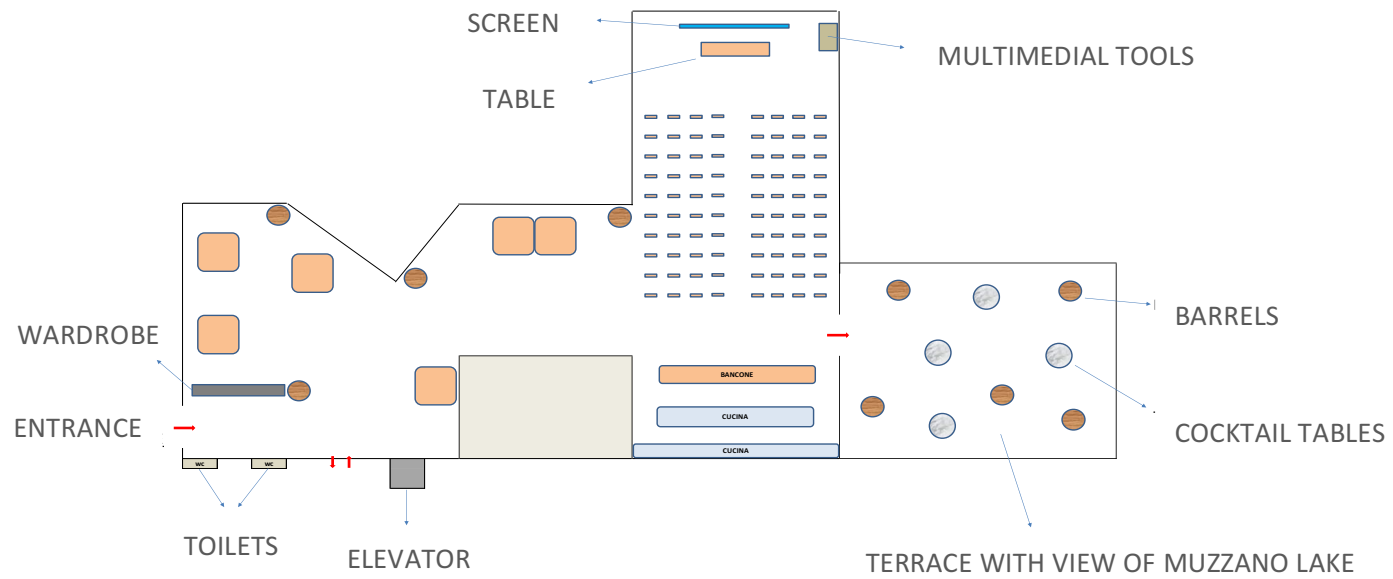 SCREEN
MULTIMEDIAL TOOLS
TABLE
WARDROBE
BARRELS
BANCONE
CUCINA
ENTRANCE
COCKTAIL TABLES
CUCINA
WC
WC
TOILETS
ELEVATOR
TERRACE WITH VIEW OF MUZZANO LAKE